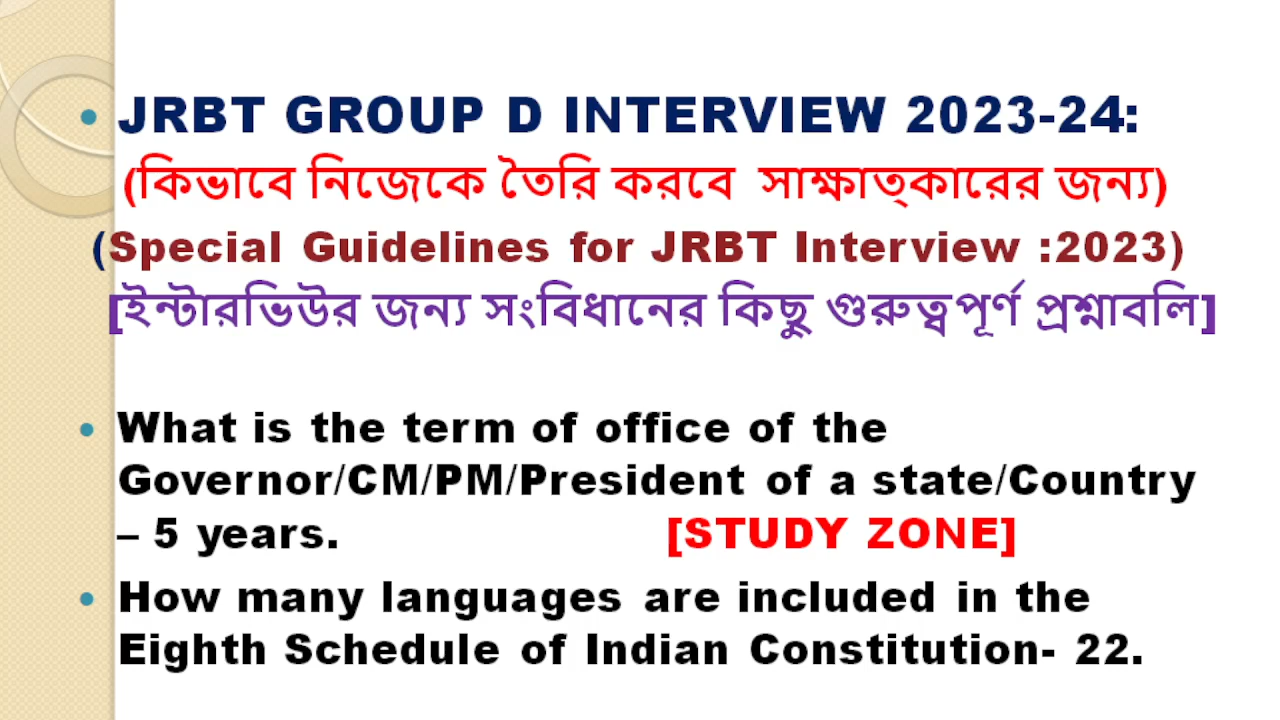 • JRBT GROUP D INTERVIEW 2023-24:
(কিভাবে নিজেকে তৈরি করবে সাক্ষাত্কারের জন্য)
(Special Guidelines for JRBT Interview :2023)
[ইন্টারভিউর জন্য সংবিধানের কিছু গুরুত্বপূর্ণ প্রশ্নাবলি]
• What is the term of office of the
Governor/CM/PM/President of a state/Country
– 5 years. [STUDY ZONE]
• How many languages are included in the
Eighth Schedule of Indian Constitution- 22.